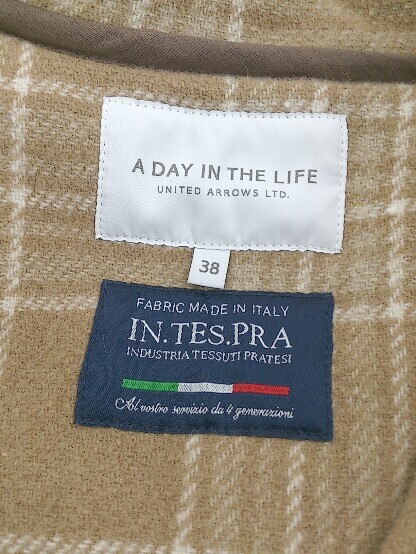 A DAY IN THE LIFE
UNITED ARROWS LTD.
38
FABRIC MADE IN ITALY
IN.TES.PRA
INDUSTRIA TESSUTI PRATESI
Al vostro servizio da 4 generazioni